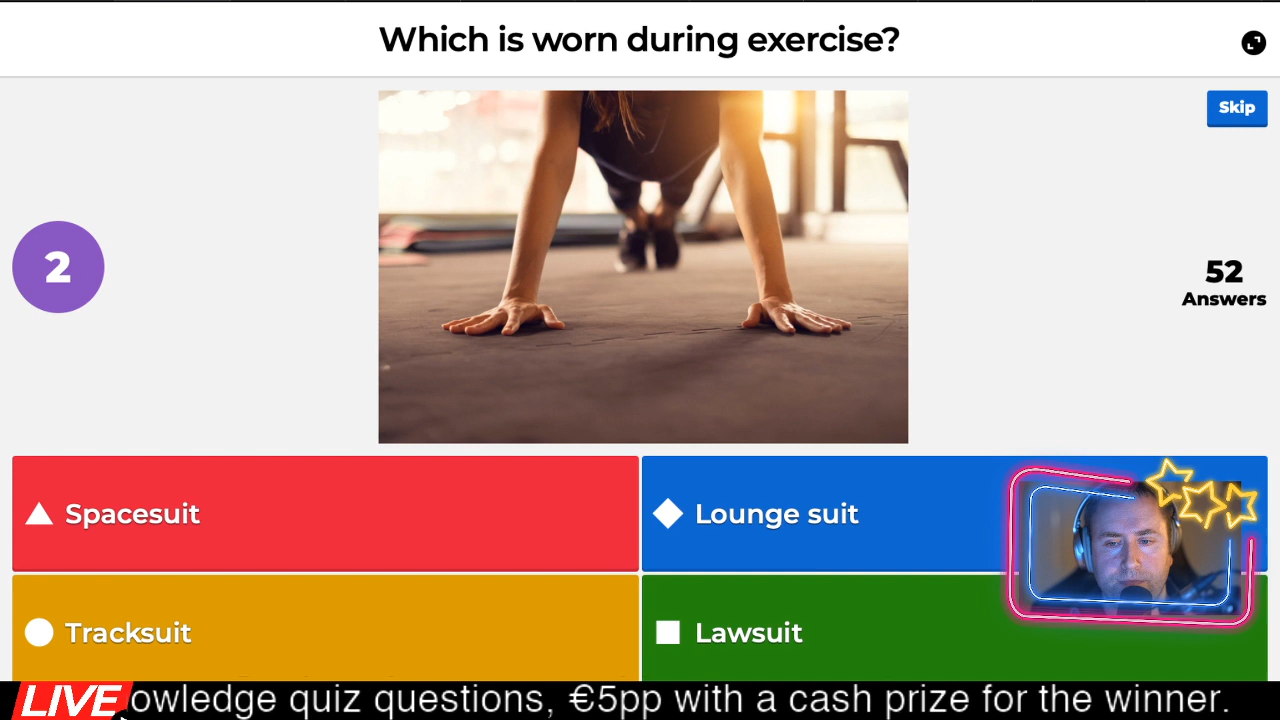 Which is worn during exercise?
Skip
2
52
Answers
Spacesuit
Lounge suit
Tracksuit
Lawsuit
LIVE
owledge quiz questions, €5pp with a cash prize for the winner.